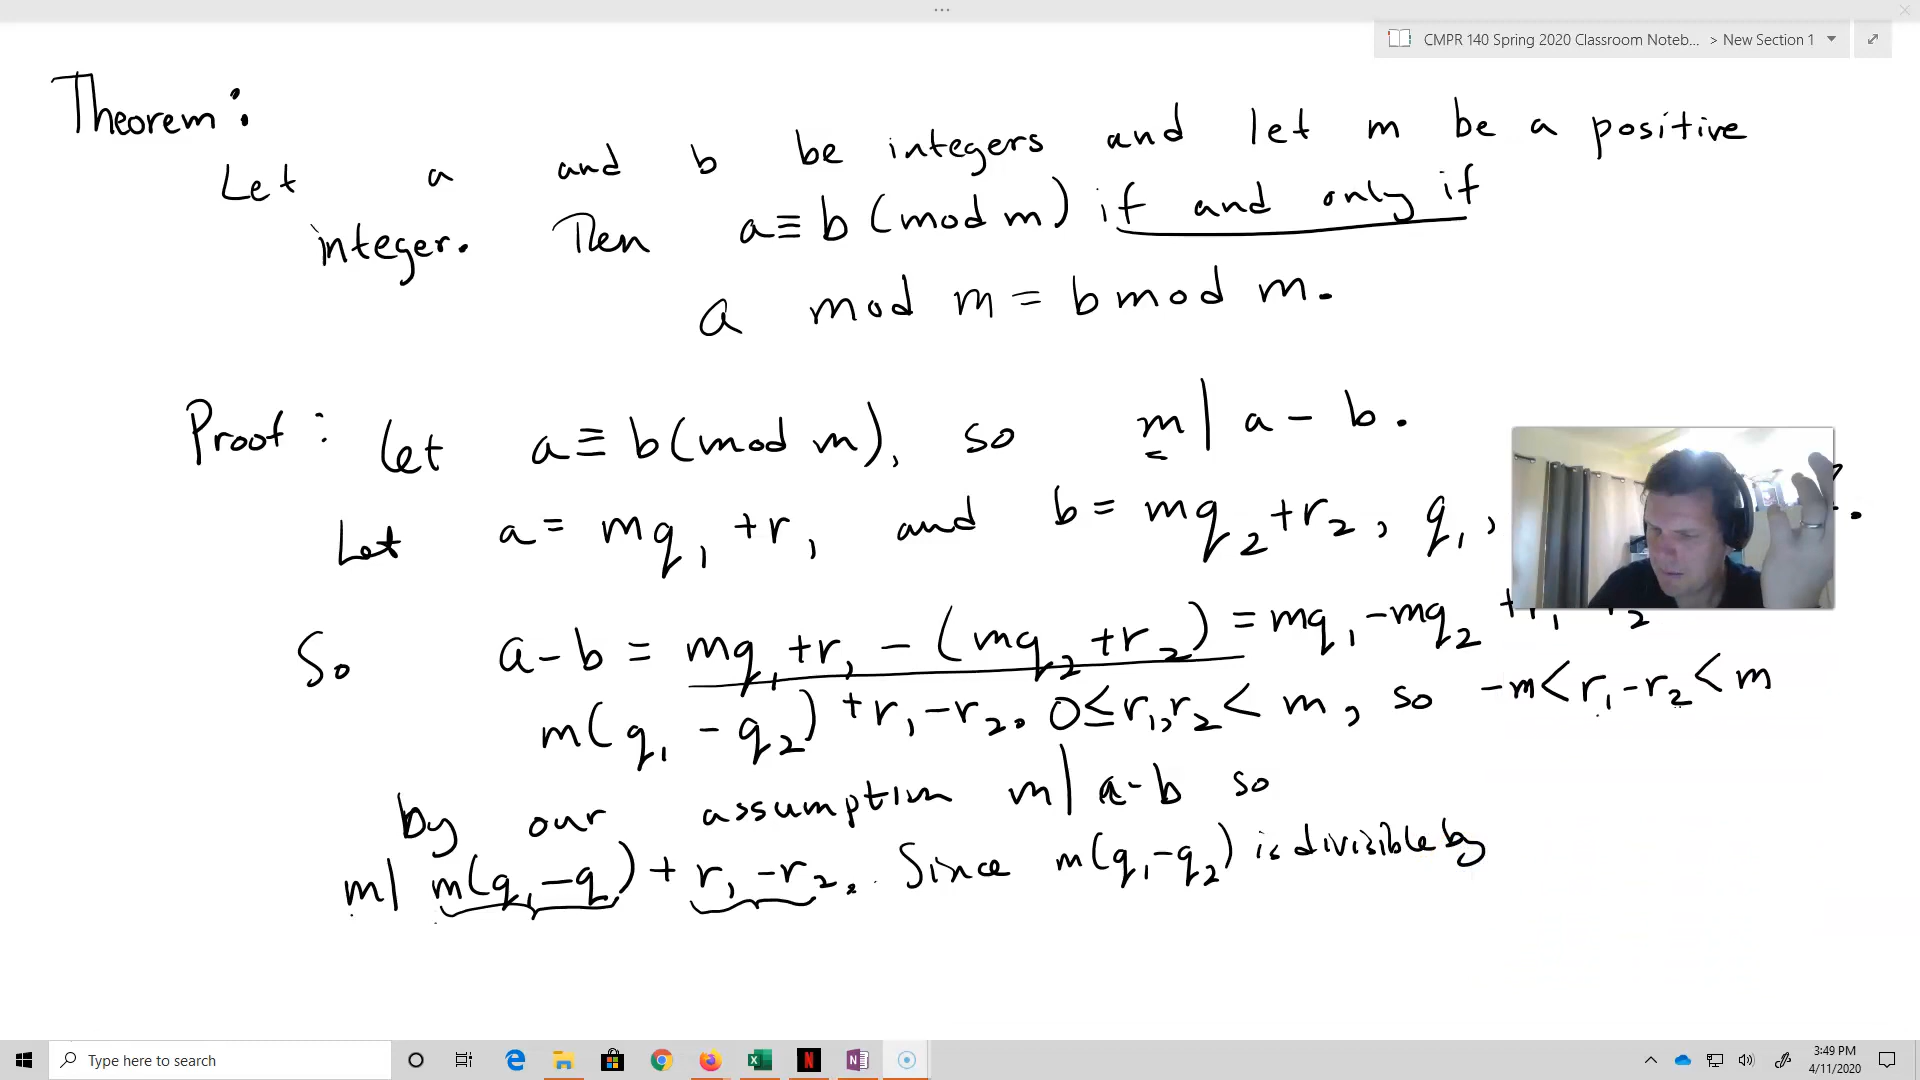 ...
CMPR 140 Spring 2020 Classroom Noteb... > New Section 1
Theorem:
Let a and b be integers and let m be a positive
integer. Then a≡b (mod m) if and only if
a mod m = b mod m.
Proof: Let a≡b(mod m), so m | a-b.
Let a = mq₁ +r₁ and b = mq₂ +r₂, q₁,
So a-b = mq₁ +r₁ - (mq₂ +r₂) = mq₁ -mq₂ +r₁ r₂
m(q₁ - q₂) +r₁ -r₂. 0≤r₁,r₂ < m, so -m<r₁-r₂<m
by our assumption m | a-b so
m | m(q₁ -q) + r₁ -r₂. Since m(q₁-q₂) is divisible by
Type here to search
3:49 PM
4/11/2020